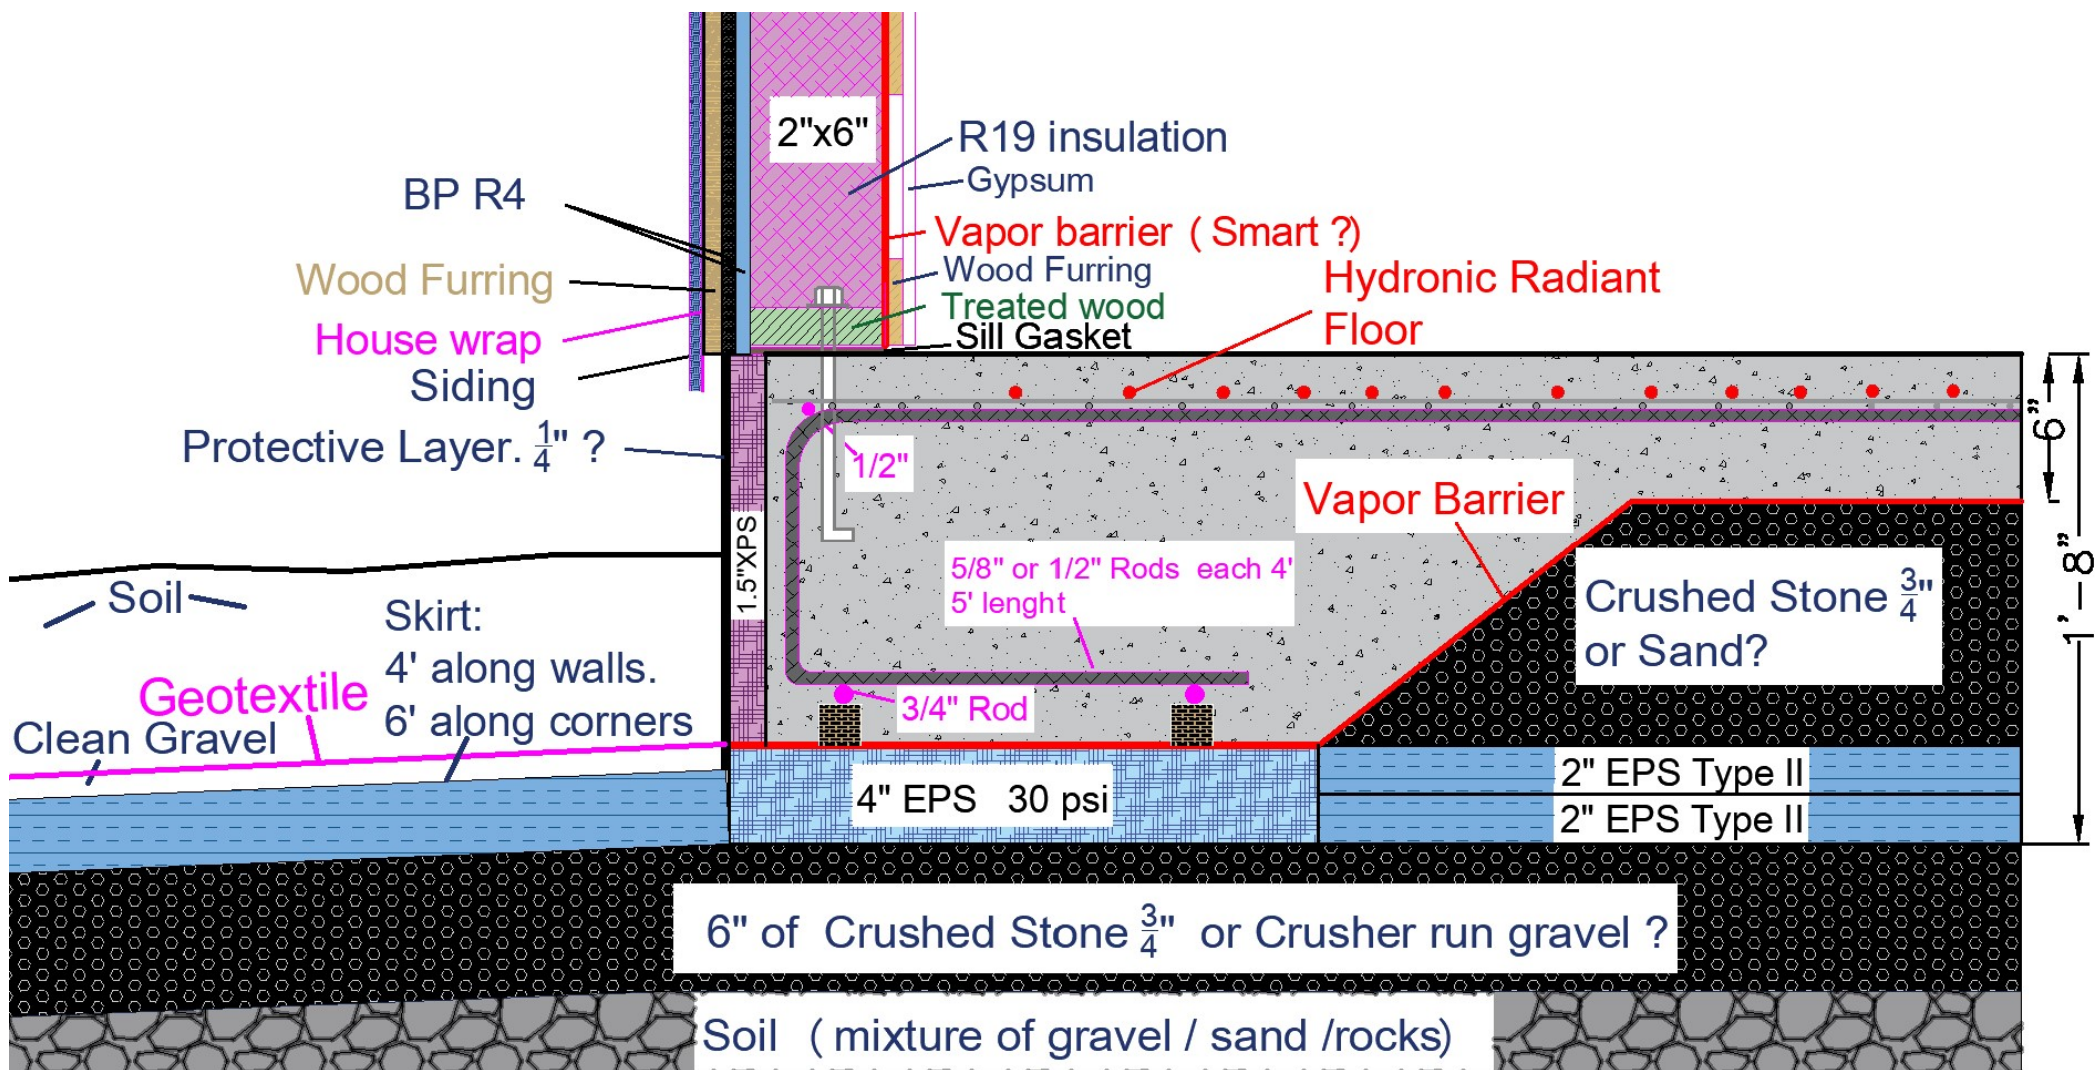 2"x6"
R19 insulation
Gypsum
BP R4
Vapor barrier ( Smart ?)
Wood Furring
Wood Furring
Hydronic Radiant
Floor
Treated wood
House wrap
Sill Gasket
Siding
Protective Layer. 1/4" ?
6"
1/2"
Vapor Barrier
1.5"XPS
5/8" or 1/2" Rods each 4'
5' lenght
1'-8"
Soil
Skirt:
4' along walls.
6' along corners
Crushed Stone 3/4"
or Sand?
Geotextile
Clean Gravel
3/4" Rod
4" EPS 30 psi
2" EPS Type II
2" EPS Type II
6" of Crushed Stone 3/4" or Crusher run gravel ?
Soil ( mixture of gravel / sand /rocks)